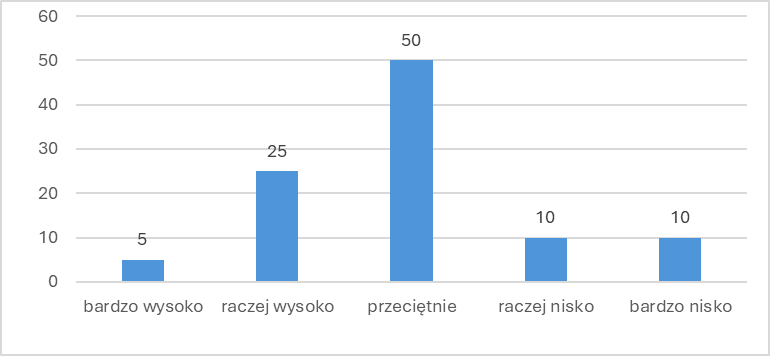 60
50
40
30
20
10
0
5
25
50
10
10
bardzo wysoko
raczej wysoko
przeciętnie
raczej nisko
bardzo nisko